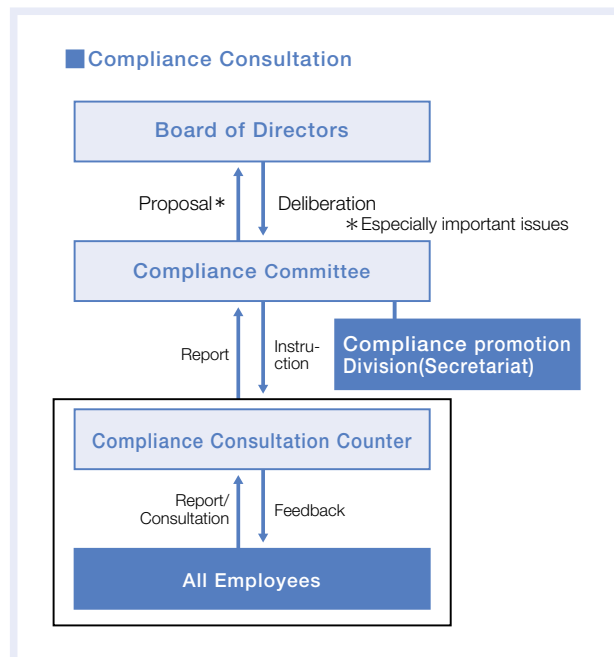 Compliance Consultation
Board of Directors
Proposal＊
Deliberation
＊Especially important issues
Compliance Committee
Report
Instru-
ction
Compliance promotion
Division(Secretariat)
Compliance Consultation Counter
Report/
Consultation
Feedback
All Employees